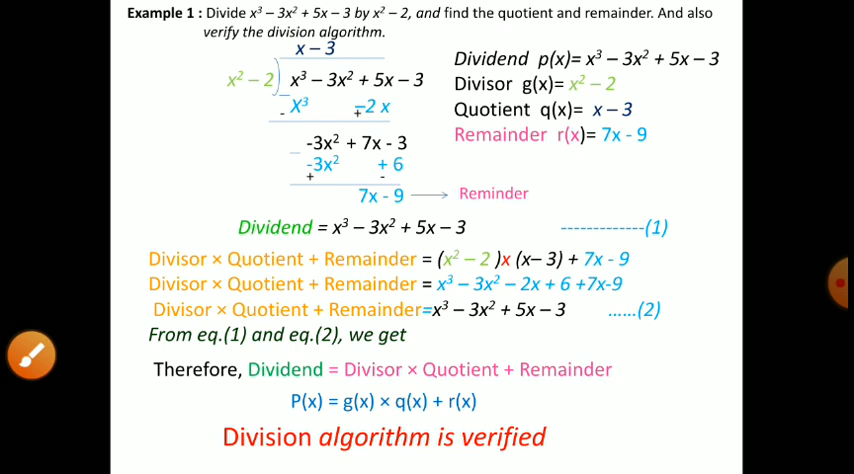 Example 1 : Divide x³ – 3x² + 5x – 3 by x² – 2, and find the quotient and remainder. And also
verify the division algorithm.
x – 3
x² – 2) x³ – 3x² + 5x – 3
X³ –2 x
- +
-3x² + 7x - 3
-3x² + 6
+ -
7x - 9 → Reminder
Dividend p(x)= x³ – 3x² + 5x – 3
Divisor g(x)= x² – 2
Quotient q(x)= x – 3
Remainder r(x)= 7x - 9
Dividend = x³ – 3x² + 5x – 3 -------------(1)
Divisor × Quotient + Remainder = (x² – 2 )x (x– 3) + 7x - 9
Divisor × Quotient + Remainder = x³ – 3x² – 2x + 6 +7x-9
Divisor × Quotient + Remainder=x³ – 3x² + 5x – 3 ......(2)
From eq.(1) and eq.(2), we get
Therefore, Dividend = Divisor × Quotient + Remainder
P(x) = g(x) × q(x) + r(x)
Division algorithm is verified